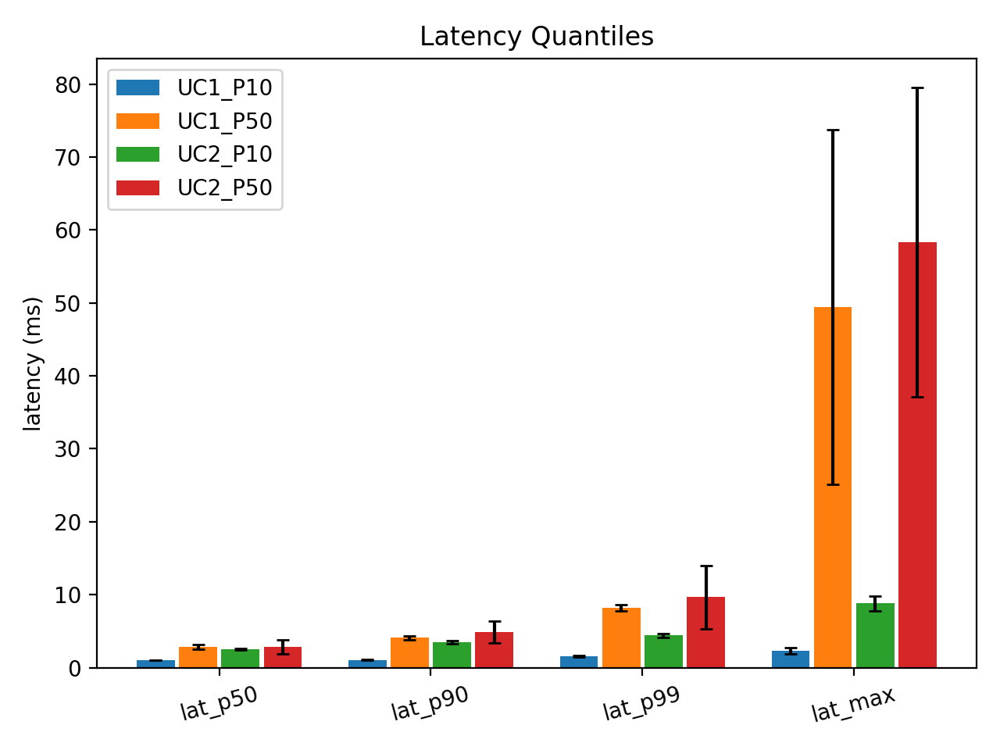 Latency Quantiles
UC1_P10
UC1_P50
UC2_P10
UC2_P50
latency (ms)
80
70
60
50
40
30
20
10
0
lat_p50
lat_p90
lat_p99
lat_max